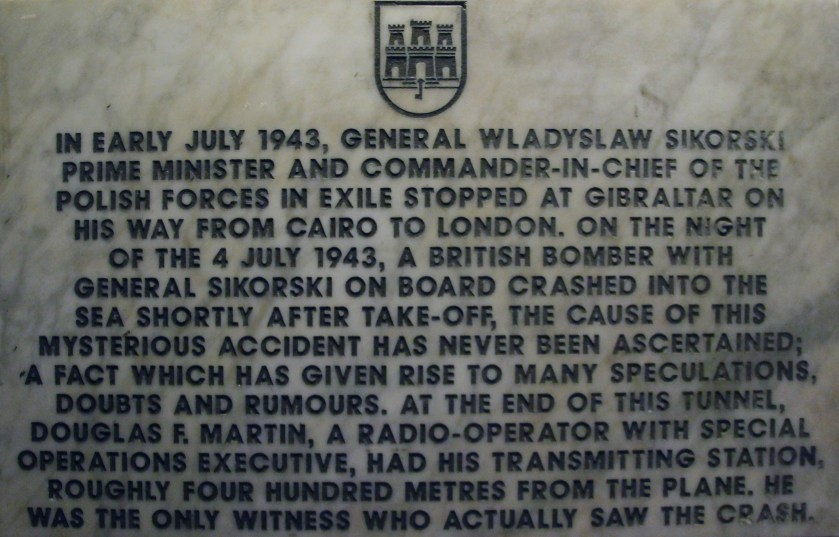 IN EARLY JULY 1943, GENERAL WLADYSLAW SIKORSKI
PRIME MINISTER AND COMMANDER-IN-CHIEF OF THE
POLISH FORCES IN EXILE STOPPED AT GIBRALTAR ON
HIS WAY FROM CAIRO TO LONDON. ON THE NIGHT
OF THE 4 JULY 1943, A BRITISH BOMBER WITH
GENERAL SIKORSKI ON BOARD CRASHED INTO THE
SEA SHORTLY AFTER TAKE-OFF, THE CAUSE OF THIS
MYSTERIOUS ACCIDENT HAS NEVER BEEN ASCERTAINED;
A FACT WHICH HAS GIVEN RISE TO MANY SPECULATIONS,
DOUBTS AND RUMOURS. AT THE END OF THIS TUNNEL,
DOUGLAS F. MARTIN, A RADIO-OPERATOR WITH SPECIAL
OPERATIONS EXECUTIVE, HAD HIS TRANSMITTING STATION,
ROUGHLY FOUR HUNDRED METRES FROM THE PLANE. HE
WAS THE ONLY WITNESS WHO ACTUALLY SAW THE CRASH.